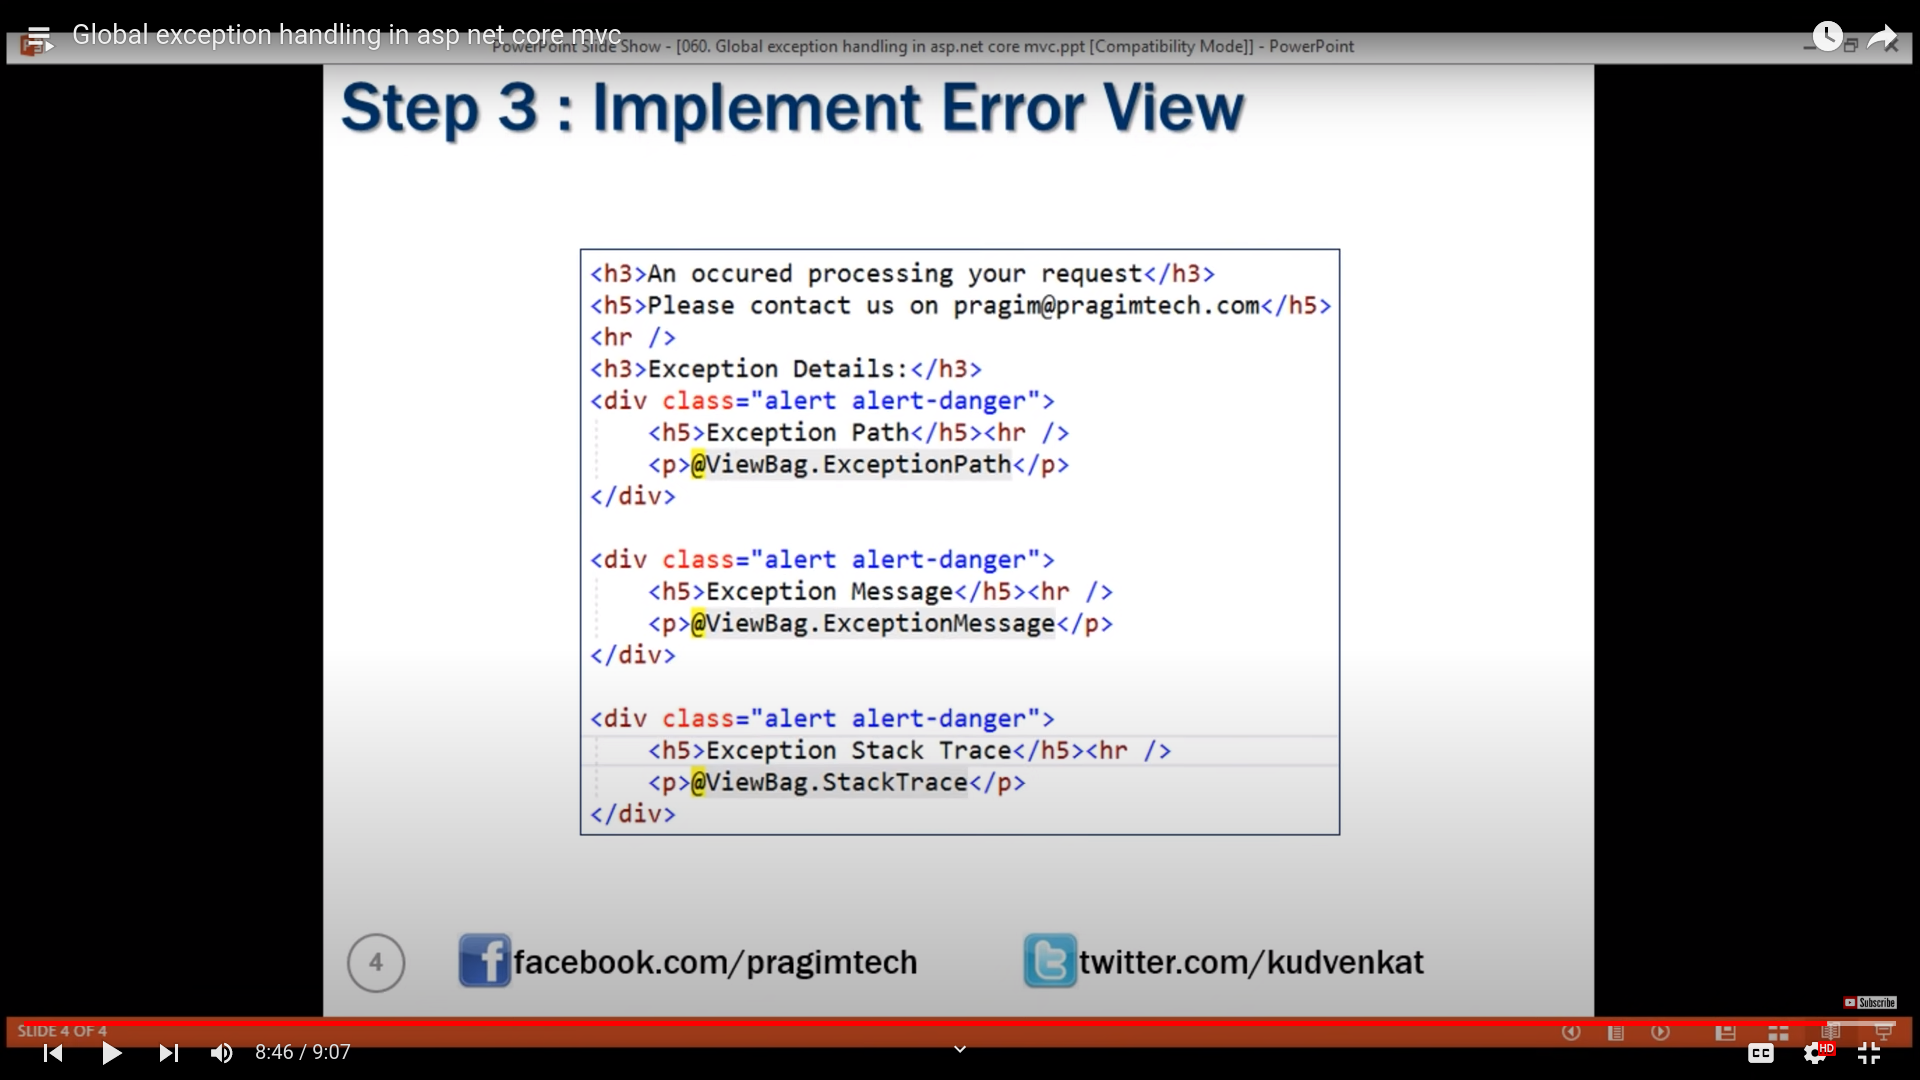 Global exception handling in asp net core mvc
PowerPoint Slide Show - [060. Global exception handling in asp.net core mvc.ppt [Compatibility Mode]] - PowerPoint
Step 3 : Implement Error View
<h3>An occured processing your request</h3>
<h5>Please contact us on pragim@pragimtech.com</h5>
<hr />
<h3>Exception Details:</h3>
<div class="alert alert-danger">
<h5>Exception Path</h5><hr />
<p>@ViewBag.ExceptionPath</p>
</div>
<div class="alert alert-danger">
<h5>Exception Message</h5><hr />
<p>@ViewBag.ExceptionMessage</p>
</div>
<div class="alert alert-danger">
<h5>Exception Stack Trace</h5><hr />
<p>@ViewBag.StackTrace</p>
</div>
4 facebook.com/pragimtech twitter.com/kudvenkat
Subscribe
SLIDE 4 OF 4
8:46 / 9:07 CC HD